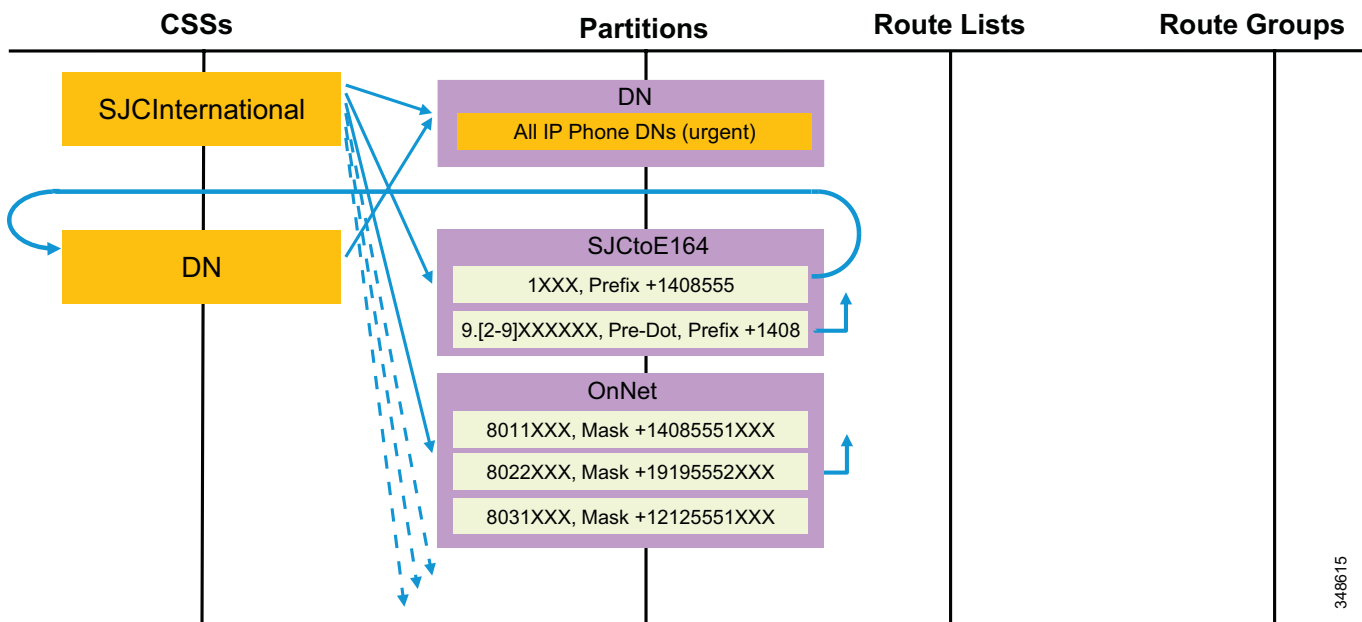 CSSs
Partitions
Route Lists
Route Groups
SJCInternational
DN
DN
All IP Phone DNs (urgent)
SJCtoE164
1XXX, Prefix +1408555
9.[2-9]XXXXXX, Pre-Dot, Prefix +1408
OnNet
8011XXX, Mask +14085551XXX
8022XXX, Mask +19195552XXX
8031XXX, Mask +12125551XXX
348615